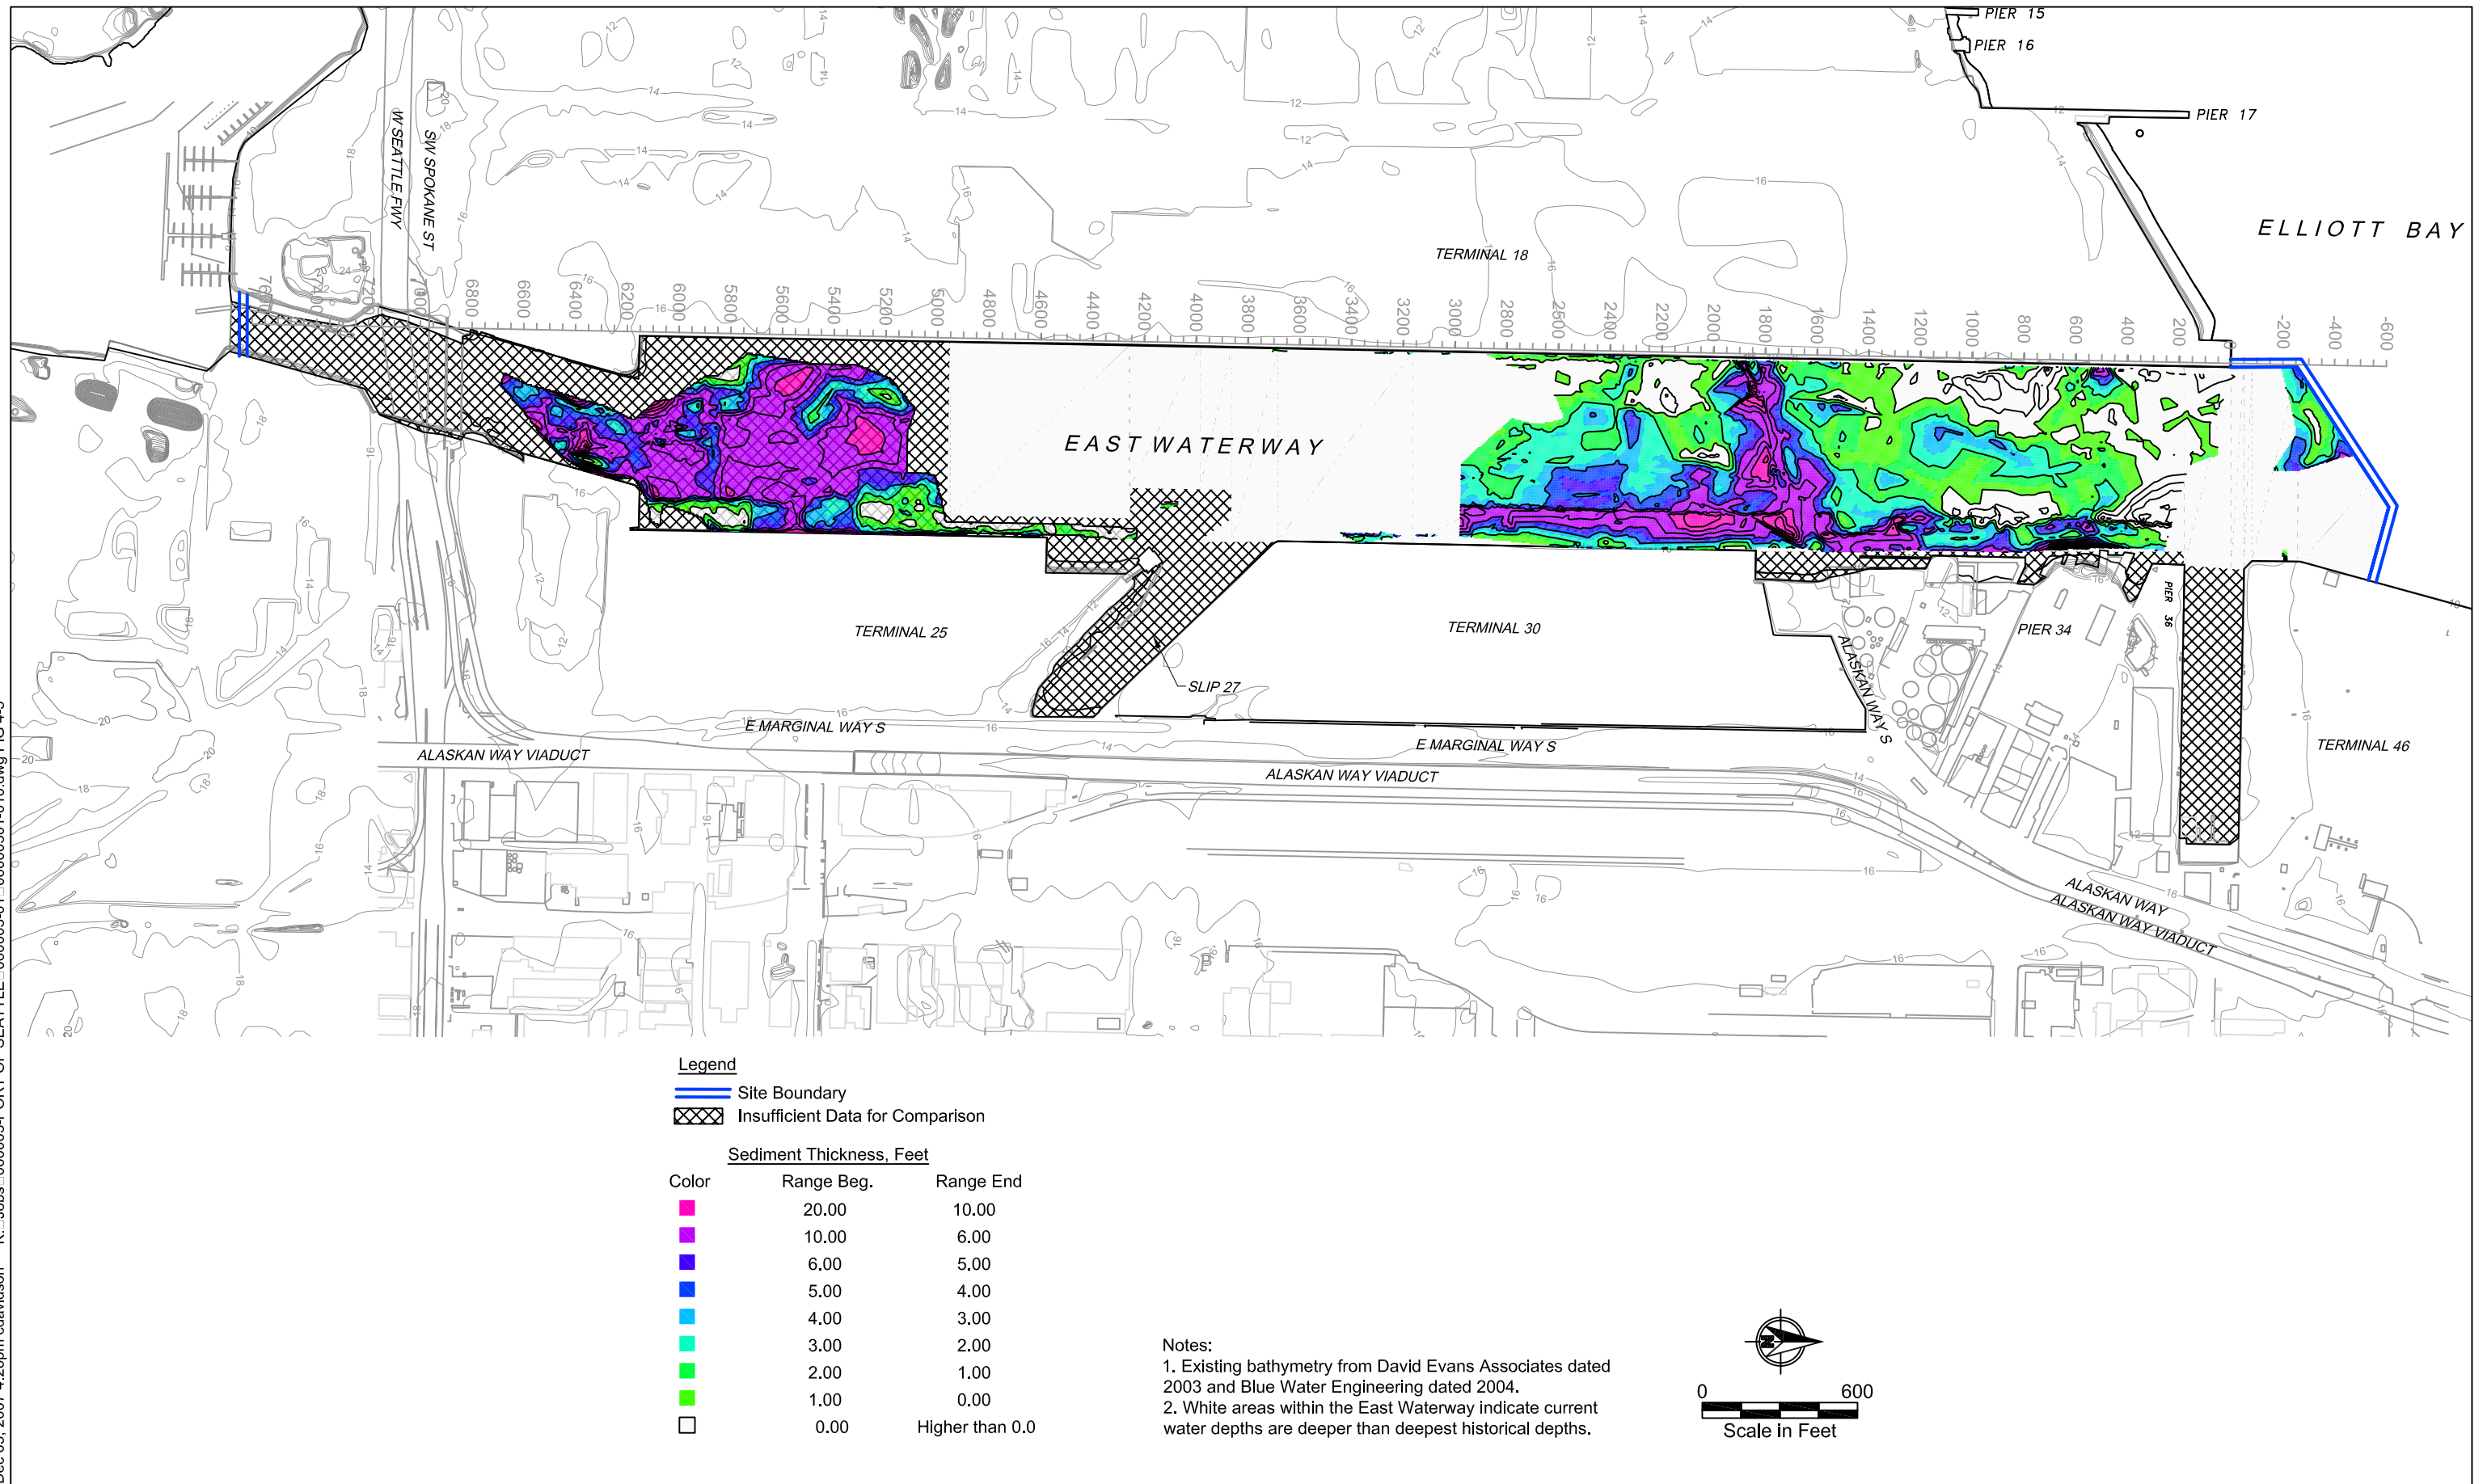 PIER 15
PIER 16
PIER 17
ELLIOTT BAY
W SEATTLE FWY
SW SPOKANE ST
TERMINAL 18
7000
6800
6600
6400
6200
6000
5800
5600
5400
5200
5000
4800
4600
4400
4200
4000
3800
3600
3400
3200
3000
2800
2600
2400
2200
2000
1800
1600
1400
1200
1000
800
600
400
200
0
-200
-400
-600
EAST WATERWAY
TERMINAL 25
TERMINAL 30
SLIP 27
PIER 34
PIER 36
ALASKAN WAY S
TERMINAL 46
E MARGINAL WAY S
E MARGINAL WAY S
ALASKAN WAY VIADUCT
ALASKAN WAY VIADUCT
ALASKAN WAY
ALASKAN WAY VIADUCT
Legend
Site Boundary
Insufficient Data for Comparison
Sediment Thickness, Feet
Color Range Beg. Range End
20.00 10.00
10.00 6.00
6.00 5.00
5.00 4.00
4.00 3.00
3.00 2.00
2.00 1.00
1.00 0.00
0.00 Higher than 0.0
Notes:
1. Existing bathymetry from David Evans Associates dated
2003 and Blue Water Engineering dated 2004.
2. White areas within the East Waterway indicate current
water depths are deeper than deepest historical depths.
N
0 600
Scale in Feet